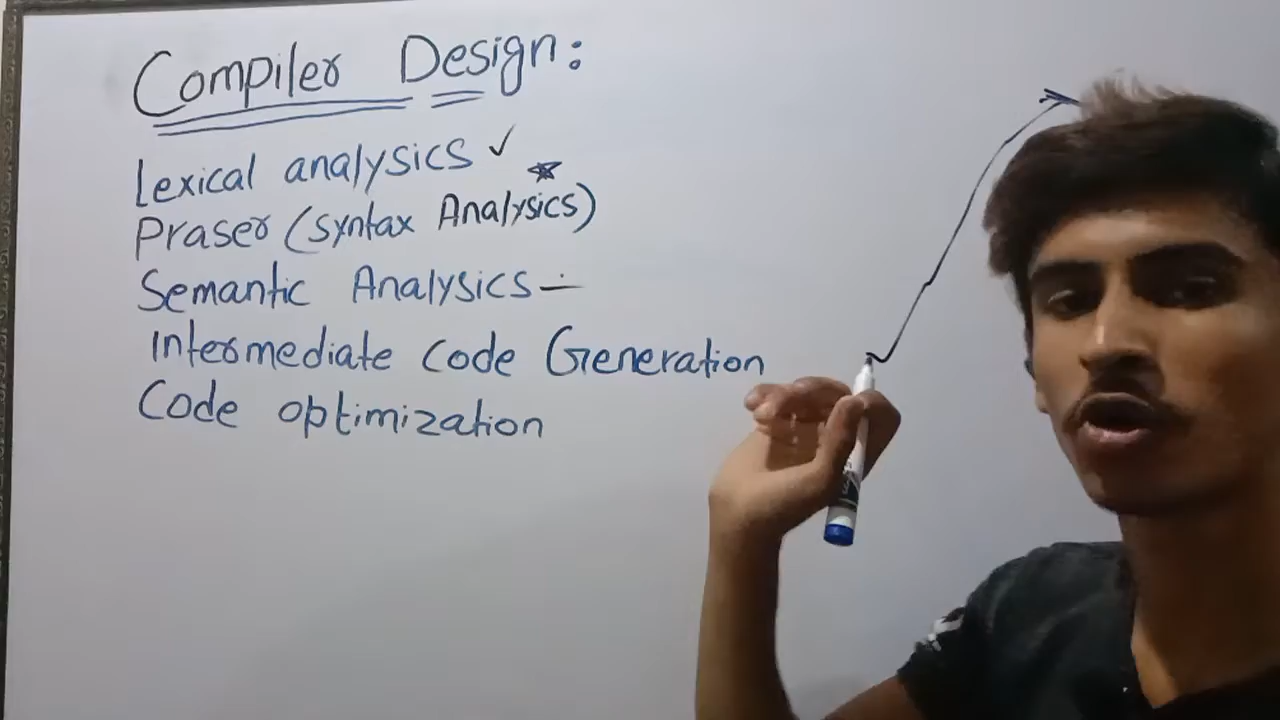 Compiler Design:
Lexical analysics ✓
Praser (syntax Analysics)
Semantic Analysics –
Intermediate Code Generation
Code optimization